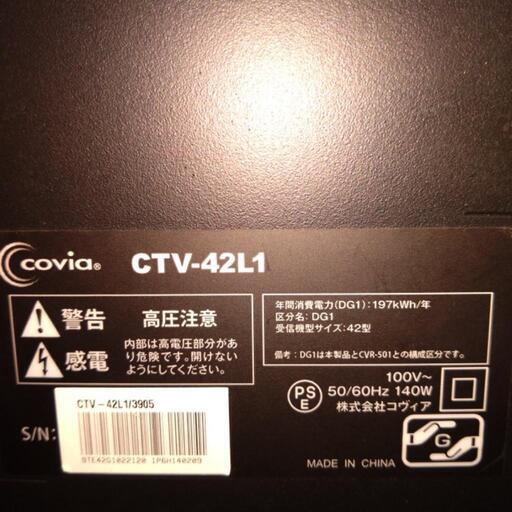 covia® CTV-42L1
警告 高圧注意
感電
内部は高電圧部分が
あり危険です。開けない
ようにしてください。
年間消費電力(DG1):197kWh/年
区分名:DG1
受信機型サイズ:42型
備考:DG1は本製品とCVR-S01との構成区分です。
PS
E
100V~
50/60Hz 140W
株式会社コヴィア
G
S/N:
CTV-42L1/3905
9TE42G1022120 1P6H140209
MADE IN CHINA